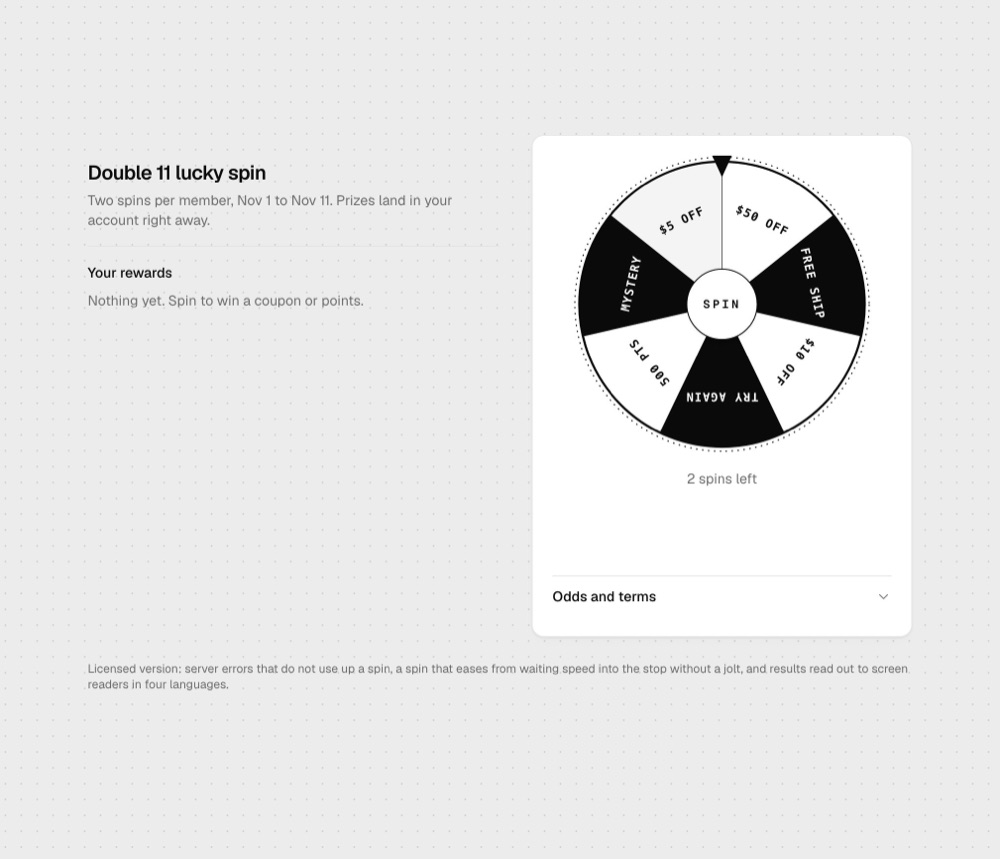 Double 11 lucky spin
Two spins per member, Nov 1 to Nov 11. Prizes land in your
account right away.
Your rewards
Nothing yet. Spin to win a coupon or points.
$5 OFF
$50 OFF
MYSTERY
FREE SHIP
SPIN
500 PTS
$10 OFF
TRY AGAIN
2 spins left
Odds and terms
Licensed version: server errors that do not use up a spin, a spin that eases from waiting speed into the stop without a jolt, and results read out to screen
readers in four languages.